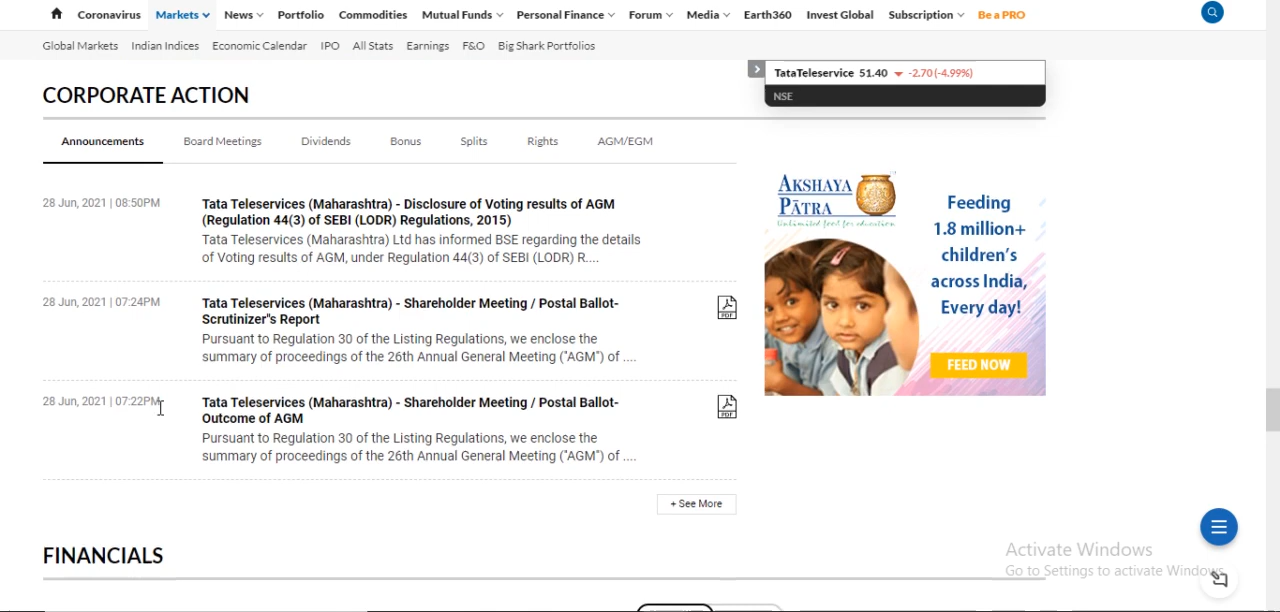 Coronavirus Markets News Portfolio Commodities Mutual Funds Personal Finance Forum Media Earth360 Invest Global Subscription Be a PRO
Global Markets Indian Indices Economic Calendar IPO All Stats Earnings F&O Big Shark Portfolios
TataTeleservice 51.40 -2.70 (-4.99%)
NSE
CORPORATE ACTION
Announcements Board Meetings Dividends Bonus Splits Rights AGM/EGM
28 Jun, 2021 | 08:50PM
Tata Teleservices (Maharashtra) - Disclosure of Voting results of AGM
(Regulation 44(3) of SEBI (LODR) Regulations, 2015)
Tata Teleservices (Maharashtra) Ltd has informed BSE regarding the details
of Voting results of AGM, under Regulation 44(3) of SEBI (LODR) R....
28 Jun, 2021 | 07:24PM
Tata Teleservices (Maharashtra) - Shareholder Meeting / Postal Ballot-
Scrutinizer"s Report
Pursuant to Regulation 30 of the Listing Regulations, we enclose the
summary of proceedings of the 26th Annual General Meeting ("AGM") of ....
PDF
28 Jun, 2021 | 07:22PM
Tata Teleservices (Maharashtra) - Shareholder Meeting / Postal Ballot-
Outcome of AGM
Pursuant to Regulation 30 of the Listing Regulations, we enclose the
summary of proceedings of the 26th Annual General Meeting ("AGM") of ....
PDF
+ See More
AKSHAYA
PĀTRA
Unlimited food for education
Feeding
1.8 million+
children's
across India,
Every day!
FEED NOW
FINANCIALS
Activate Windows
Go to Settings to activate Windows.